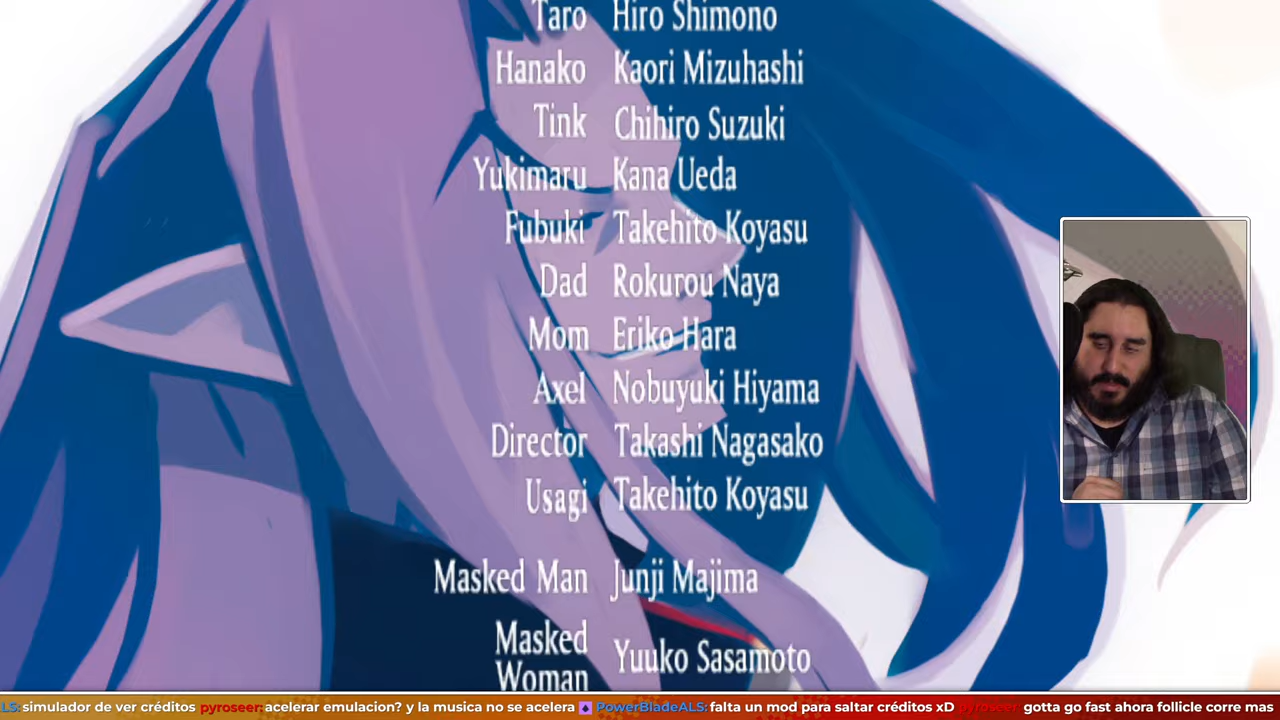 Taro Hiro Shimono
Hanako Kaori Mizuhashi
Tink Chihiro Suzuki
Yukimaru Kana Ueda
Fubuki Takehito Koyasu
Dad Rokurou Naya
Mom Eriko Hara
Axel Nobuyuki Hiyama
Director Takashi Nagasako
Usagi Takehito Koyasu
Masked Man Junji Majima
Masked Woman Yuuko Sasamoto
LS: simulador de ver créditos pyroseer: acelerar emulacion? y la musica no se acelera PowerBladeALS: falta un mod para saltar créditos xD pyroseer: gotta go fast ahora follicle corre mas